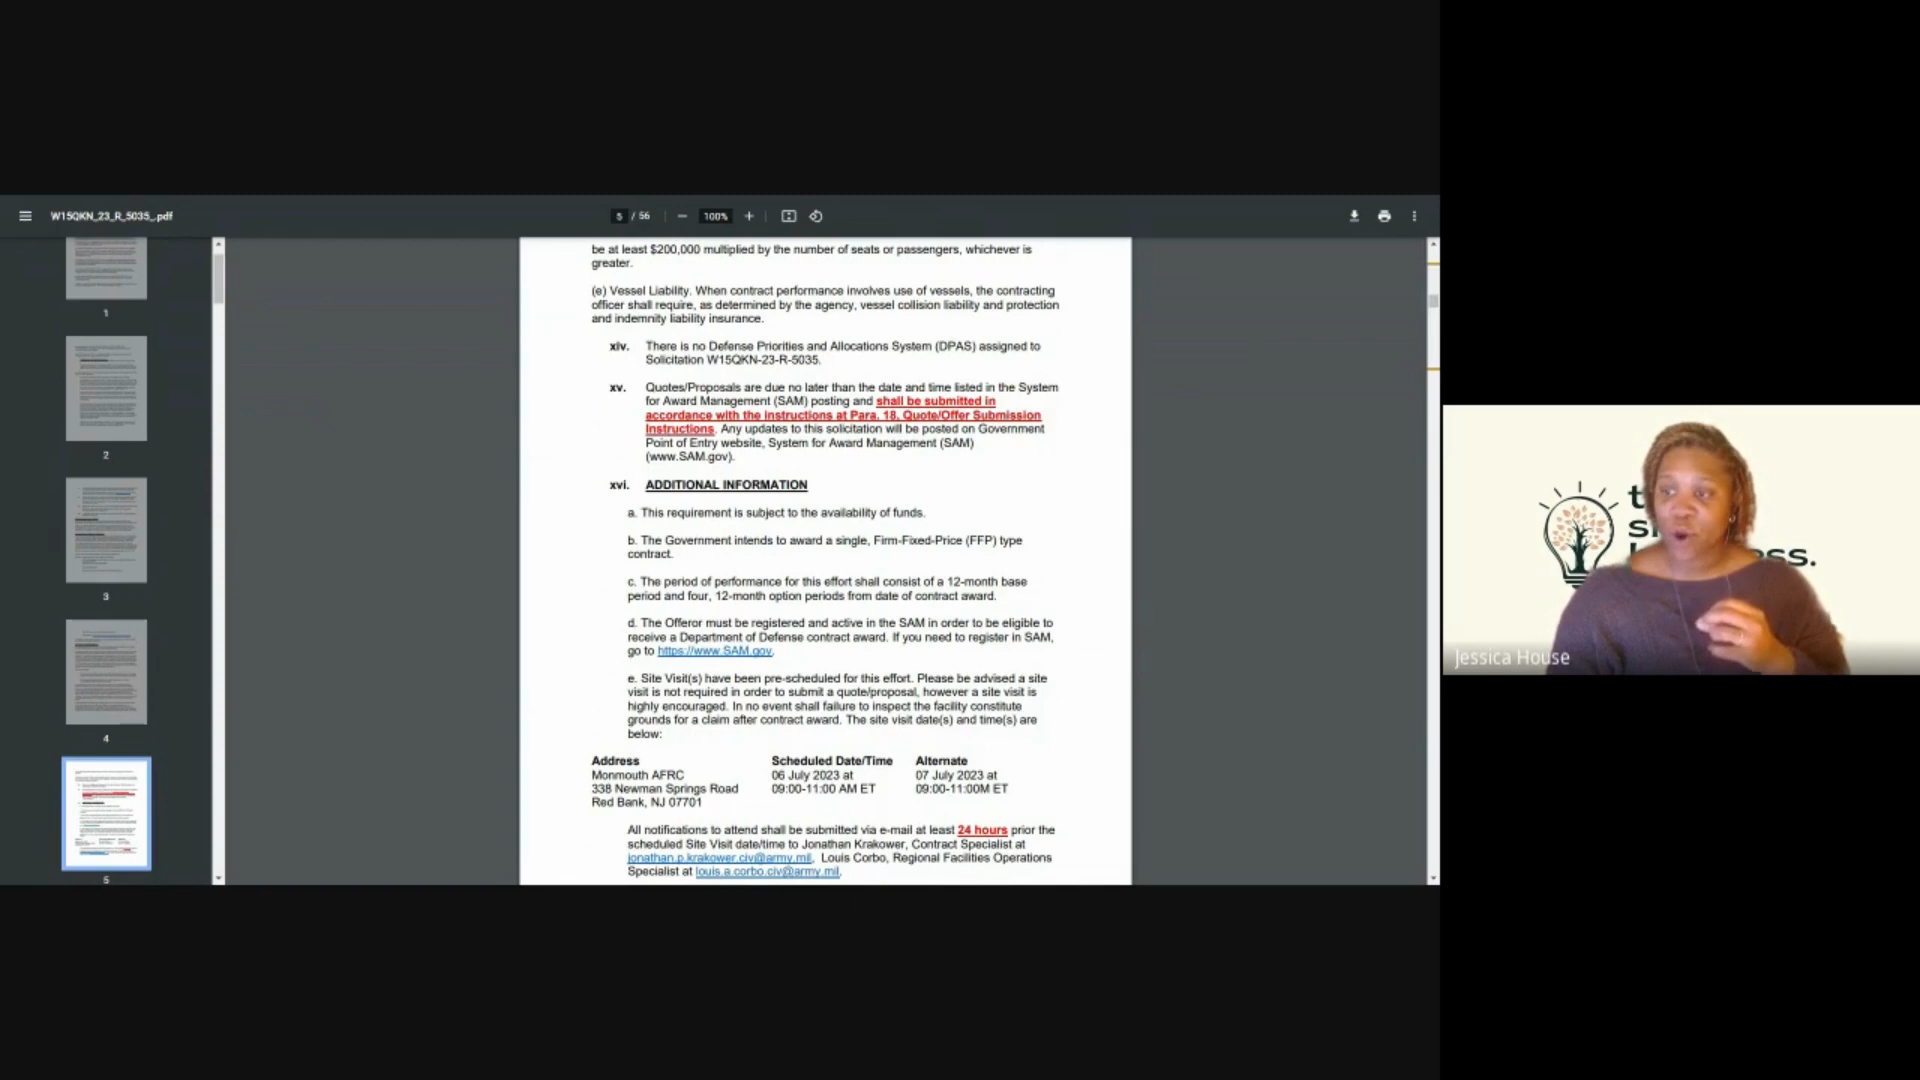 W15QKN_23_R_5035_.pdf
5 / 56
100%
be at least $200,000 multiplied by the number of seats or passengers, whichever is
greater.
(e) Vessel Liability. When contract performance involves use of vessels, the contracting
officer shall require, as determined by the agency, vessel collision liability and protection
and indemnity liability insurance.
xiv. There is no Defense Priorities and Allocations System (DPAS) assigned to
Solicitation W15QKN-23-R-5035.
xv. Quotes/Proposals are due no later than the date and time listed in the System
for Award Management (SAM) posting and shall be submitted in
accordance with the instructions at Para. 18, Quote/Offer Submission
Instructions. Any updates to this solicitation will be posted on Government
Point of Entry website, System for Award Management (SAM)
(www.SAM.gov).
xvi. ADDITIONAL INFORMATION
a. This requirement is subject to the availability of funds.
b. The Government intends to award a single, Firm-Fixed-Price (FFP) type
contract.
c. The period of performance for this effort shall consist of a 12-month base
period and four, 12-month option periods from date of contract award.
d. The Offeror must be registered and active in the SAM in order to be eligible to
receive a Department of Defense contract award. If you need to register in SAM,
go to https://www.SAM.gov.
e. Site Visit(s) have been pre-scheduled for this effort. Please be advised a site
visit is not required in order to submit a quote/proposal, however a site visit is
highly encouraged. In no event shall failure to inspect the facility constitute
grounds for a claim after contract award. The site visit date(s) and time(s) are
below:
Address Scheduled Date/Time Alternate
Monmouth AFRC 06 July 2023 at 07 July 2023 at
338 Newman Springs Road 09:00-11:00 AM ET 09:00-11:00M ET
Red Bank, NJ 07701
All notifications to attend shall be submitted via e-mail at least 24 hours prior the
scheduled Site Visit date/time to Jonathan Krakower, Contract Specialist at
jonathan.p.krakower.civ@army.mil, Louis Corbo, Regional Facilities Operations
Specialist at louis.a.corbo.civ@army.mil.
1
2
3
4
5
Jessica House